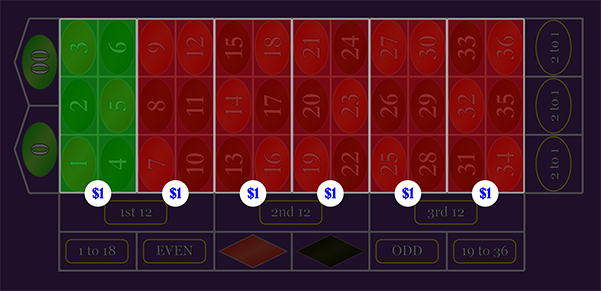 00 3 6 9 12 15 18 21 24 27 30 33 36 2 to 1
2 5 8 11 14 17 20 23 26 29 32 35 2 to 1
0 1 4 7 10 13 16 19 22 25 28 31 34 2 to 1
$1 $1 $1 $1 $1 $1
1st 12 2nd 12 3rd 12
1 to 18 EVEN ODD 19 to 36